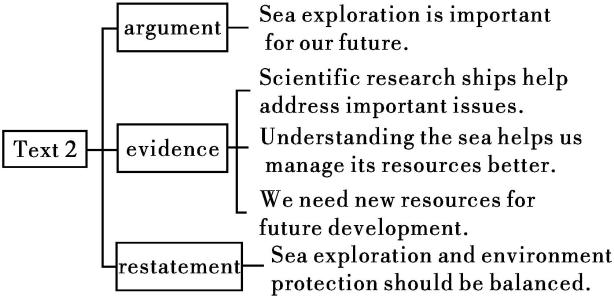 argument
Sea exploration is important
for our future.
Scientific research ships help
address important issues.
Text 2
evidence
Understanding the sea helps us
manage its resources better.
We need new resources for
future development.
restatement
Sea exploration and environment
protection should be balanced.